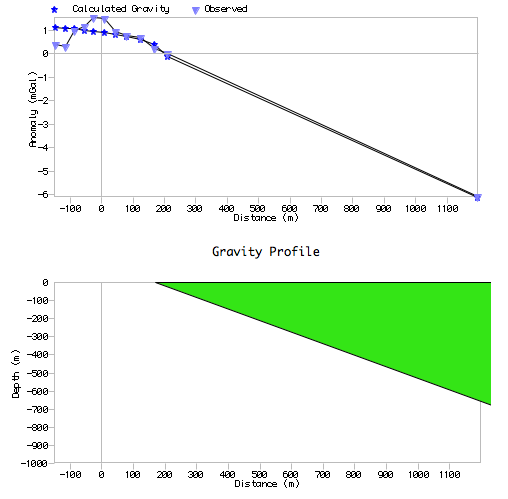 Calculated Gravity Observed
Anomaly (mGal)
1
0
-1
-2
-3
-4
-5
-6
-100 0 100 200 300 400 500 600 700 800 900 1000 1100
Distance (m)
Gravity Profile
Depth (m)
0
-100
-200
-300
-400
-500
-600
-700
-800
-900
-1000
-100 0 100 200 300 400 500 600 700 800 900 1000 1100
Distance (m)